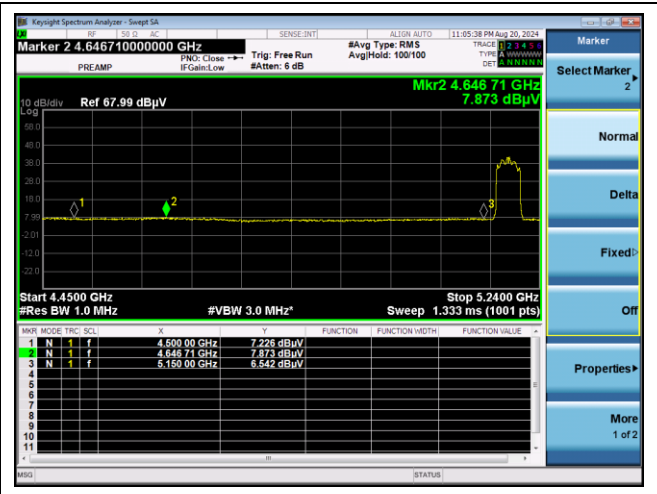 Keysight Spectrum Analyzer - Swept SA
RF 50 Ω AC SENSE:INT ALIGN AUTO 11:05:38 PM Aug 20, 2024
Marker 2 4.646710000000 GHz
PREAMP
PNO: Close
IFGain:Low
Trig: Free Run
#Atten: 6 dB
#Avg Type: RMS
Avg|Hold: 100/100
TRACE 1 2 3 4 5 6
TYPE A WWWWW
DET A N N N N N
Mkr2 4.646 71 GHz
7.873 dBµV
10 dB/div Ref 67.99 dBµV
Log
58.0
48.0
38.0
28.0
18.0
7.99
-2.01
-12.0
-22.0
1
2
3
Start 4.4500 GHz Stop 5.2400 GHz
#Res BW 1.0 MHz #VBW 3.0 MHz* Sweep 1.333 ms (1001 pts)
MKR MODE TRC SCL X Y FUNCTION FUNCTION WIDTH FUNCTION VALUE
1 N 1 f 4.500 00 GHz 7.226 dBµV
2 N 1 f 4.646 71 GHz 7.873 dBµV
3 N 1 f 5.150 00 GHz 6.542 dBµV
4
5
6
7
8
9
10
11
MSG STATUS
Marker
Select Marker
2
Normal
Delta
Fixed
Off
Properties
More
1 of 2